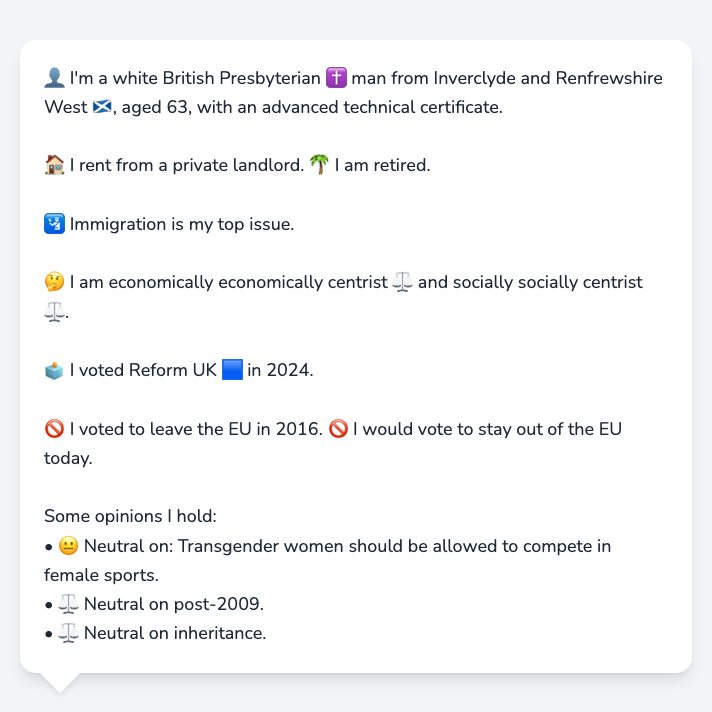 👤 I'm a white British Presbyterian ✝️ man from Inverclyde and Renfrewshire
West 🏴󠁧󠁢󠁳󠁣󠁴󠁿, aged 63, with an advanced technical certificate.
🏠 I rent from a private landlord. 🌴 I am retired.
🛂 Immigration is my top issue.
🤔 I am economically economically centrist ⚖️ and socially socially centrist
⚖️.
🗳️ I voted Reform UK 🟦 in 2024.
🚫 I voted to leave the EU in 2016. 🚫 I would vote to stay out of the EU
today.
Some opinions I hold:
• 😐 Neutral on: Transgender women should be allowed to compete in
female sports.
• ⚖️ Neutral on post-2009.
• ⚖️ Neutral on inheritance.